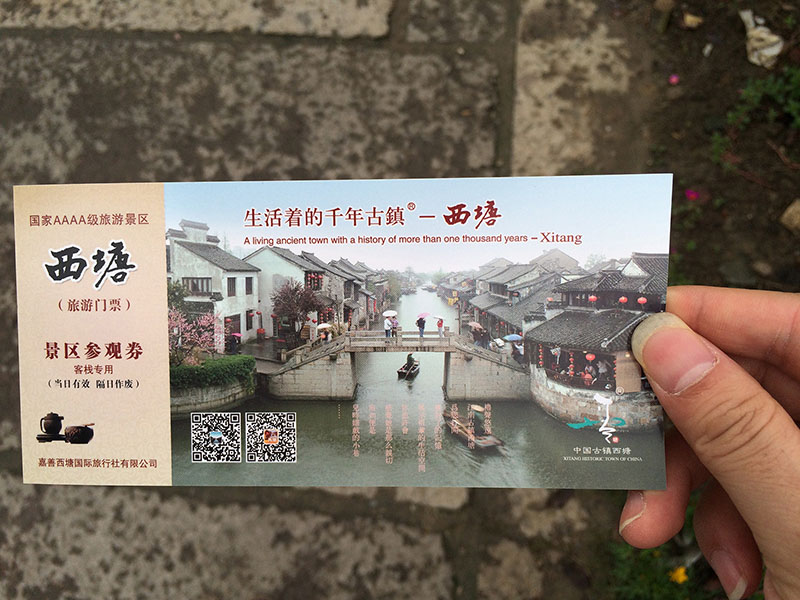 国家AAAA级旅游景区
西塘
（旅游门票）
景区参观券
客栈专用
（当日有效 隔日作废）
嘉善西塘国际旅行社有限公司
生活着的千年古鎮®－西塘
A living ancient town with a history of more than one thousand years – Xitang
®
中国古镇西塘
XITANG HISTORIC TOWN OF CHINA